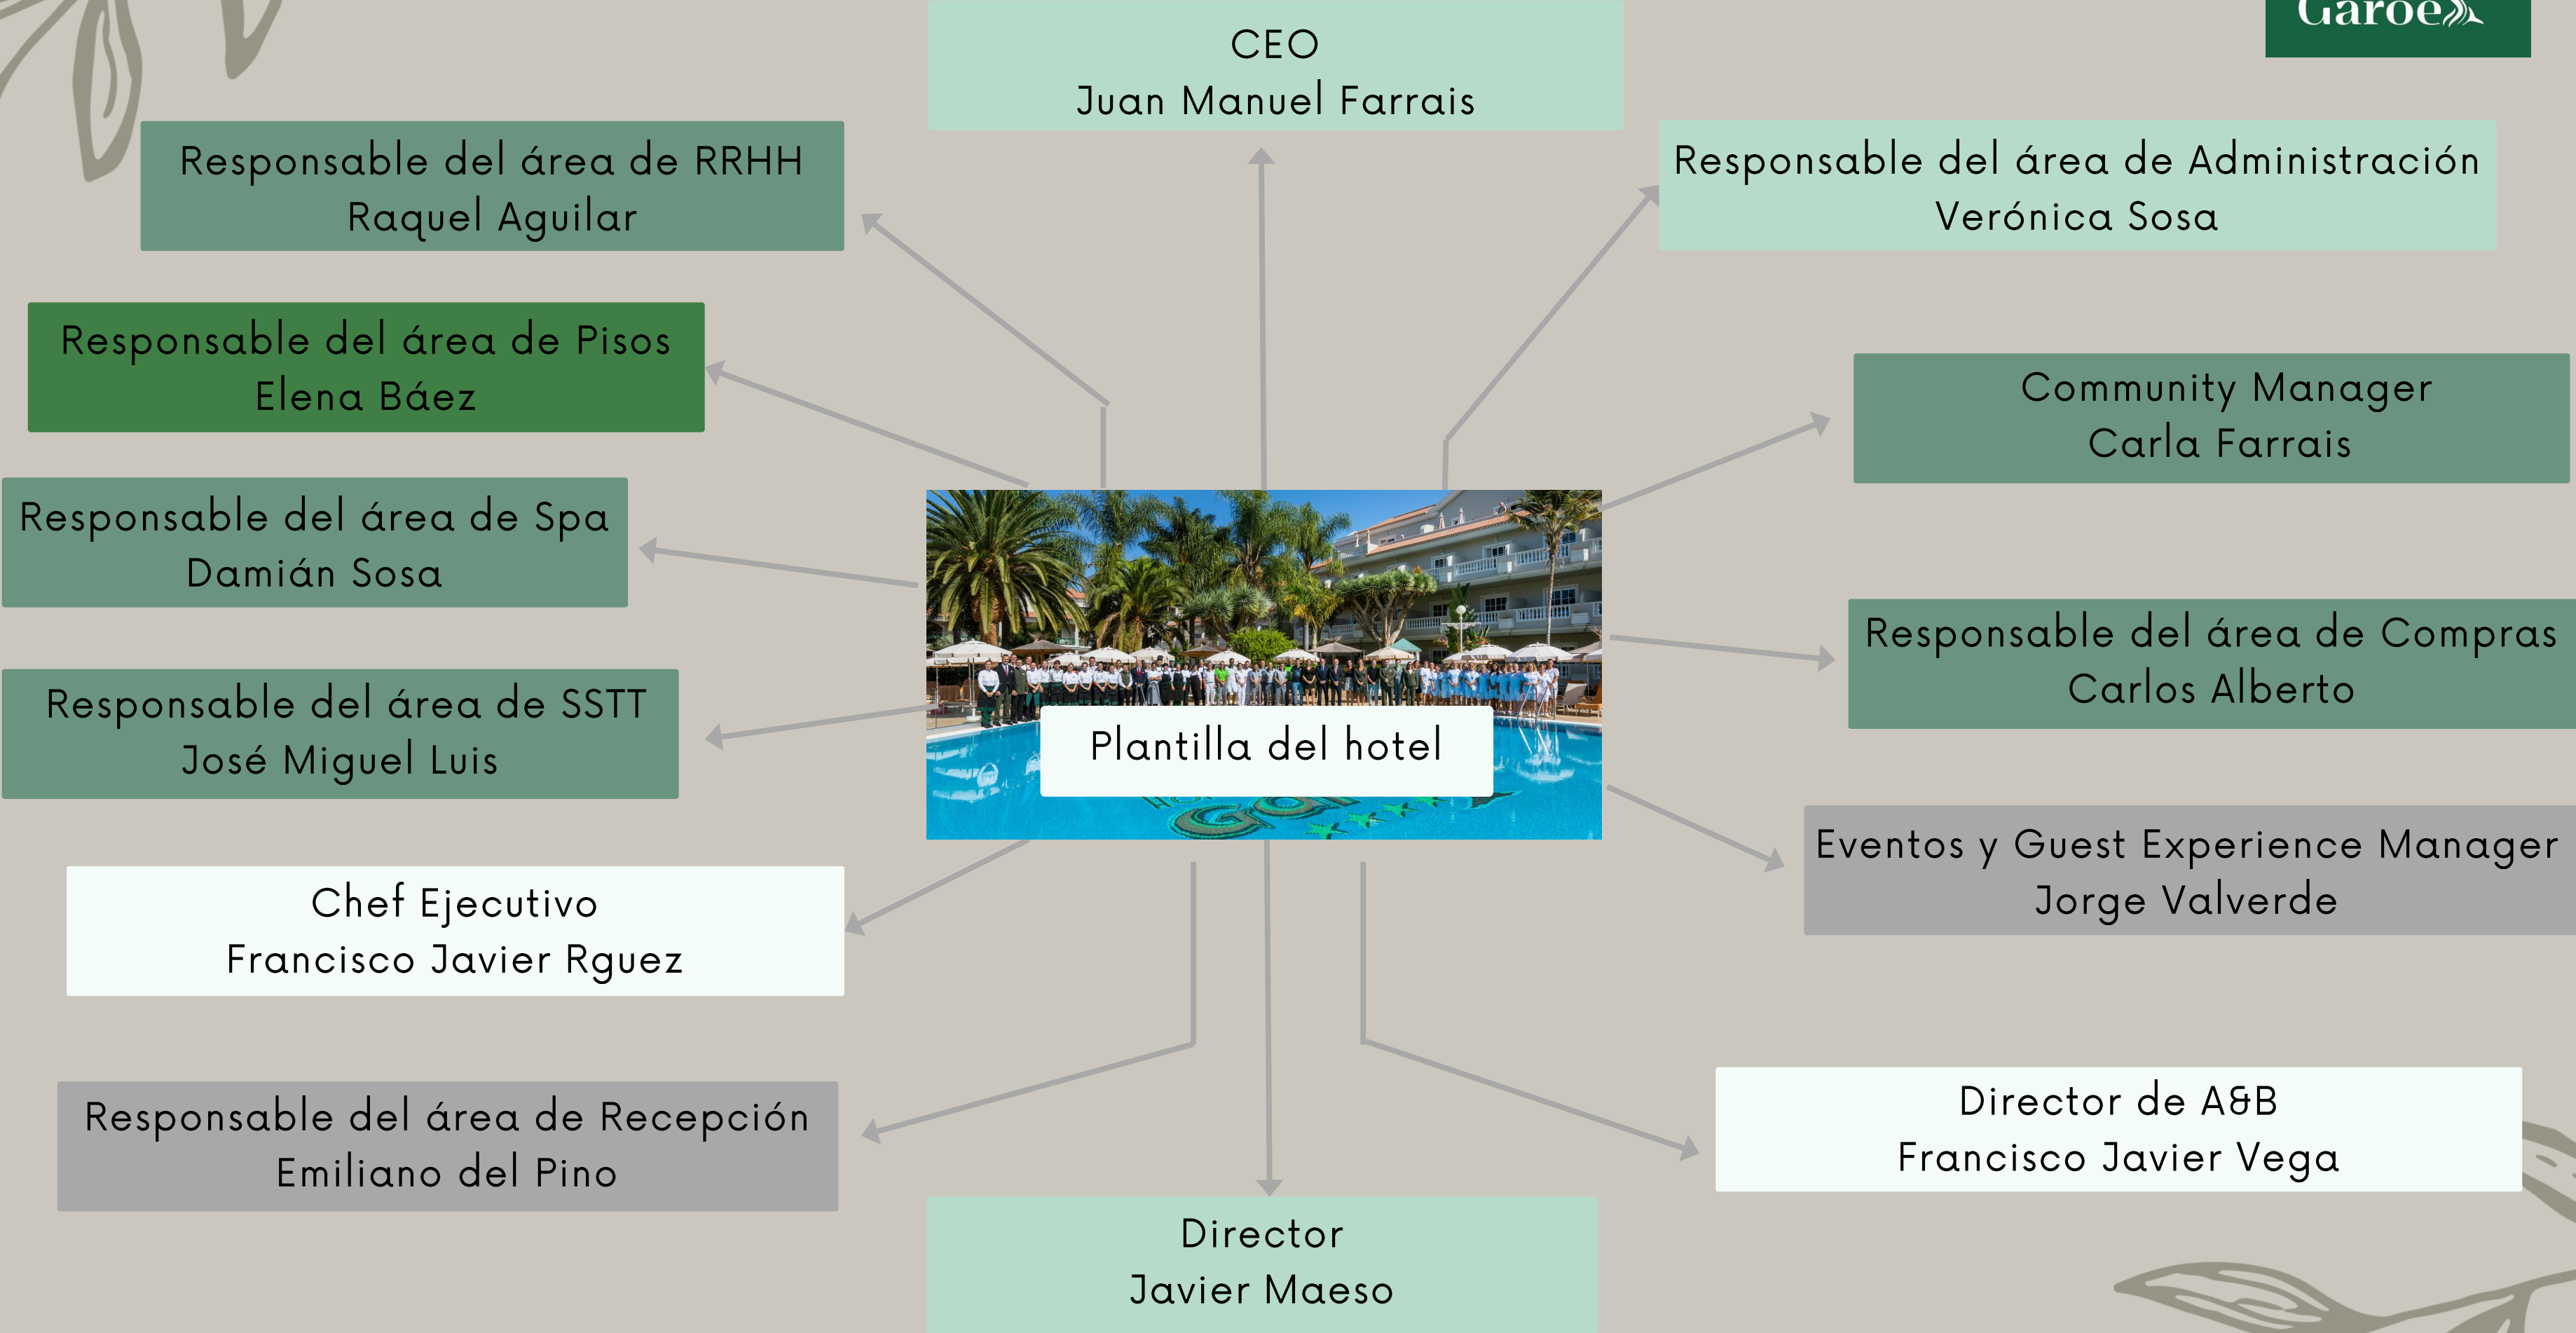 Garoe
CEO
Juan Manuel Farrais
Responsable del área de RRHH
Raquel Aguilar
Responsable del área de Administración
Verónica Sosa
Responsable del área de Pisos
Elena Báez
Community Manager
Carla Farrais
Responsable del área de Spa
Damián Sosa
Responsable del área de Compras
Carlos Alberto
Responsable del área de SSTT
José Miguel Luis
Plantilla del hotel
Eventos y Guest Experience Manager
Jorge Valverde
Chef Ejecutivo
Francisco Javier Rguez
Responsable del área de Recepción
Emiliano del Pino
Director de A&B
Francisco Javier Vega
Director
Javier Maeso